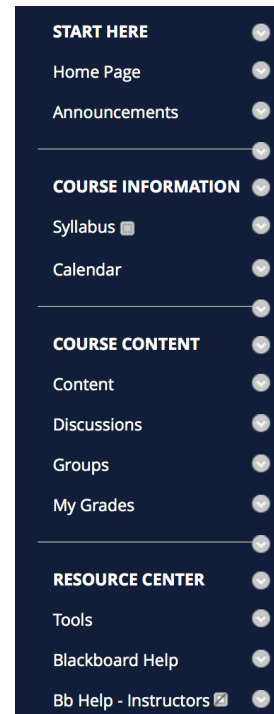 START HERE
Home Page
Announcements
COURSE INFORMATION
Syllabus
Calendar
COURSE CONTENT
Content
Discussions
Groups
My Grades
RESOURCE CENTER
Tools
Blackboard Help
Bb Help - Instructors